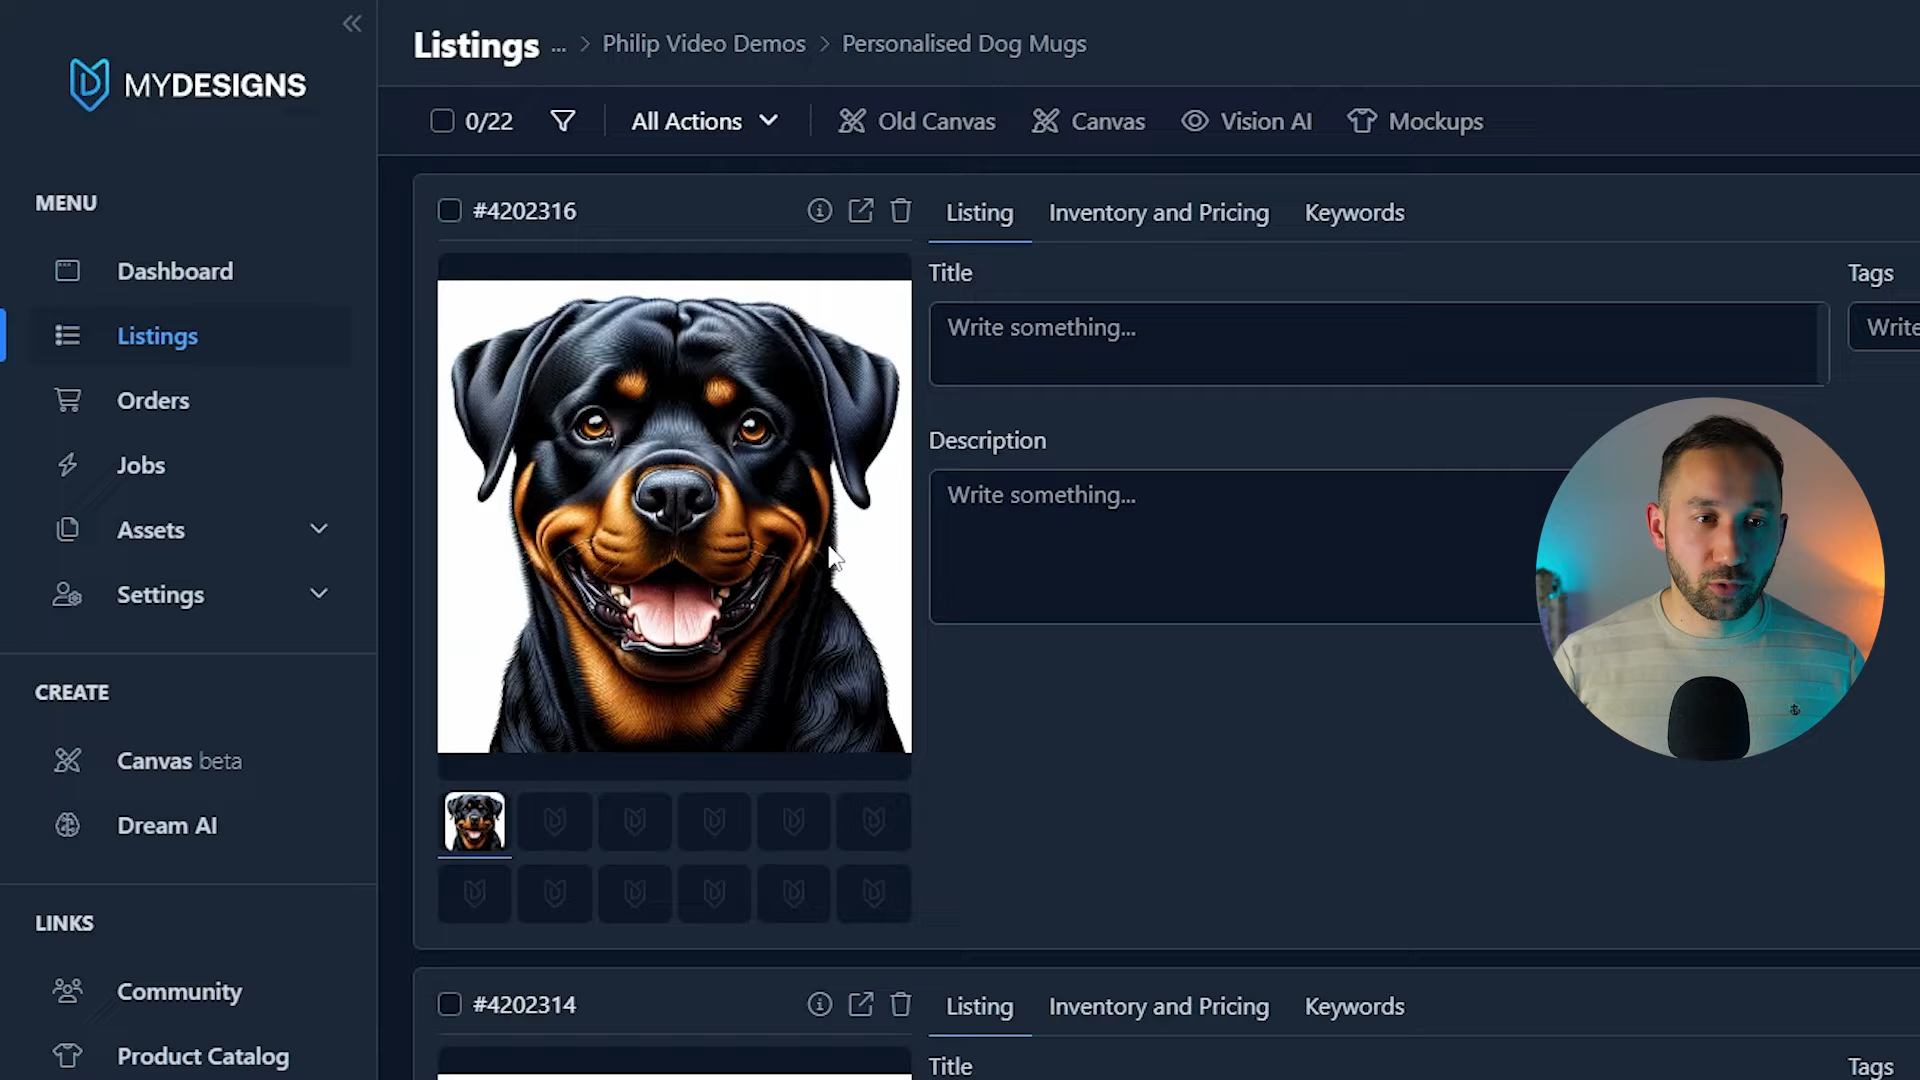 MYDESIGNS
MENU
Dashboard
Listings
Orders
Jobs
Assets
Settings
CREATE
Canvas beta
Dream AI
LINKS
Community
Product Catalog
Listings ... > Philip Video Demos > Personalised Dog Mugs
0/22 All Actions Old Canvas Canvas Vision AI Mockups
#4202316
Listing Inventory and Pricing Keywords
Title
Write something...
Tags
Write
Description
Write something...
#4202314
Listing Inventory and Pricing Keywords
Title
Tags